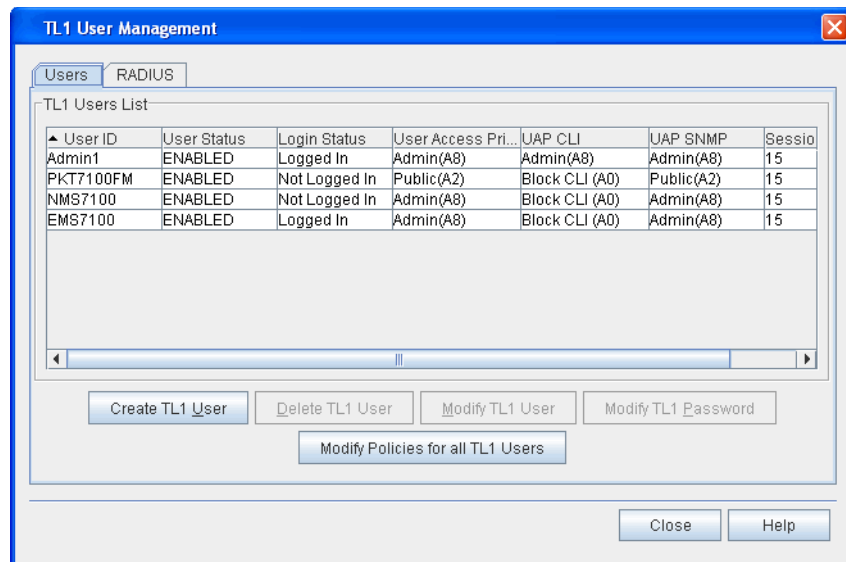 TL1 User Management
Users RADIUS
TL1 Users List
User ID User Status Login Status User Access Pri... UAP CLI UAP SNMP Sessio
Admin1 ENABLED Logged In Admin(A8) Admin(A8) Admin(A8) 15
PKT7100FM ENABLED Not Logged In Public(A2) Block CLI (A0) Public(A2) 15
NMS7100 ENABLED Not Logged In Admin(A8) Block CLI (A0) Admin(A8) 15
EMS7100 ENABLED Logged In Admin(A8) Block CLI (A0) Admin(A8) 15
Create TL1 User Delete TL1 User Modify TL1 User Modify TL1 Password
Modify Policies for all TL1 Users
Close Help